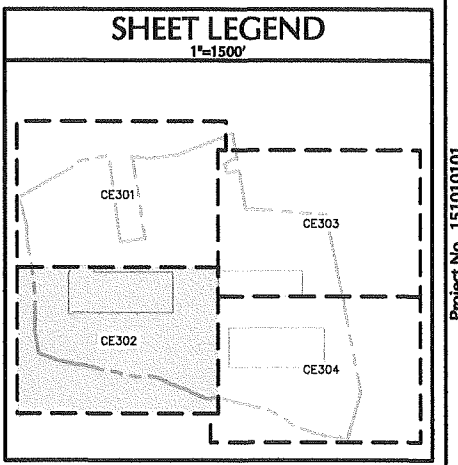 SHEET LEGEND
1"=1500'
CE301
CE303
CE302
CE304
Project No. 151010101